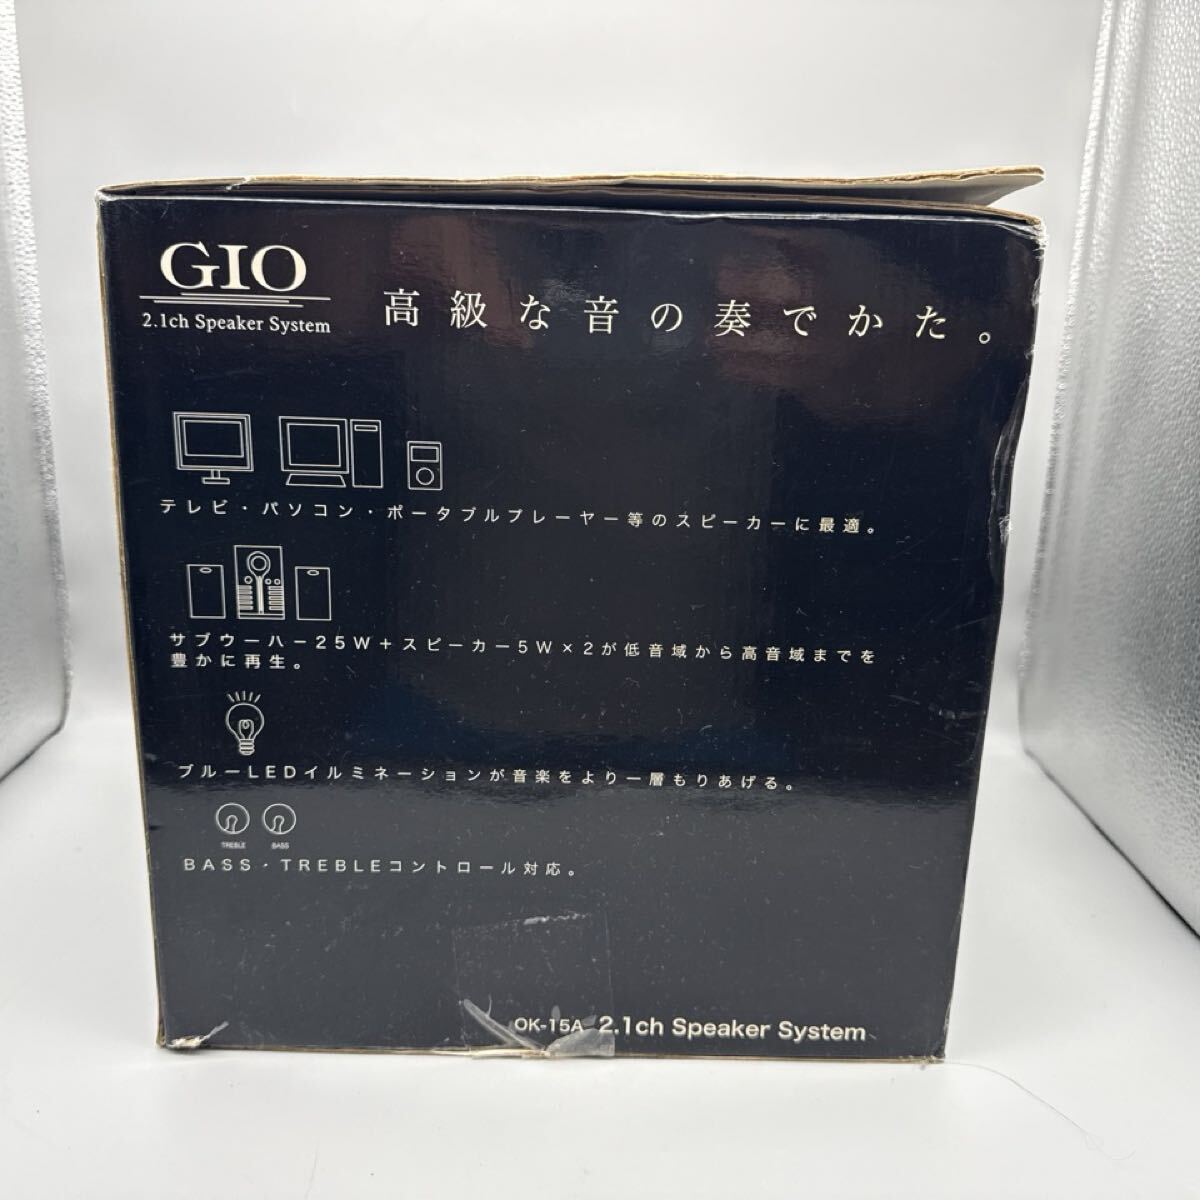 GIO
2.1ch Speaker System
高級な音の奏でかた。
テレビ・パソコン・ポータブルプレーヤー等のスピーカーに最適。
サブウーハー25W＋スピーカー5W×2が低音域から高音域までを
豊かに再生。
ブルーLEDイルミネーションが音楽をより一層もりあげる。
TREBLE BASS
BASS・TREBLEコントロール対応。
OK-15A 2.1ch Speaker System